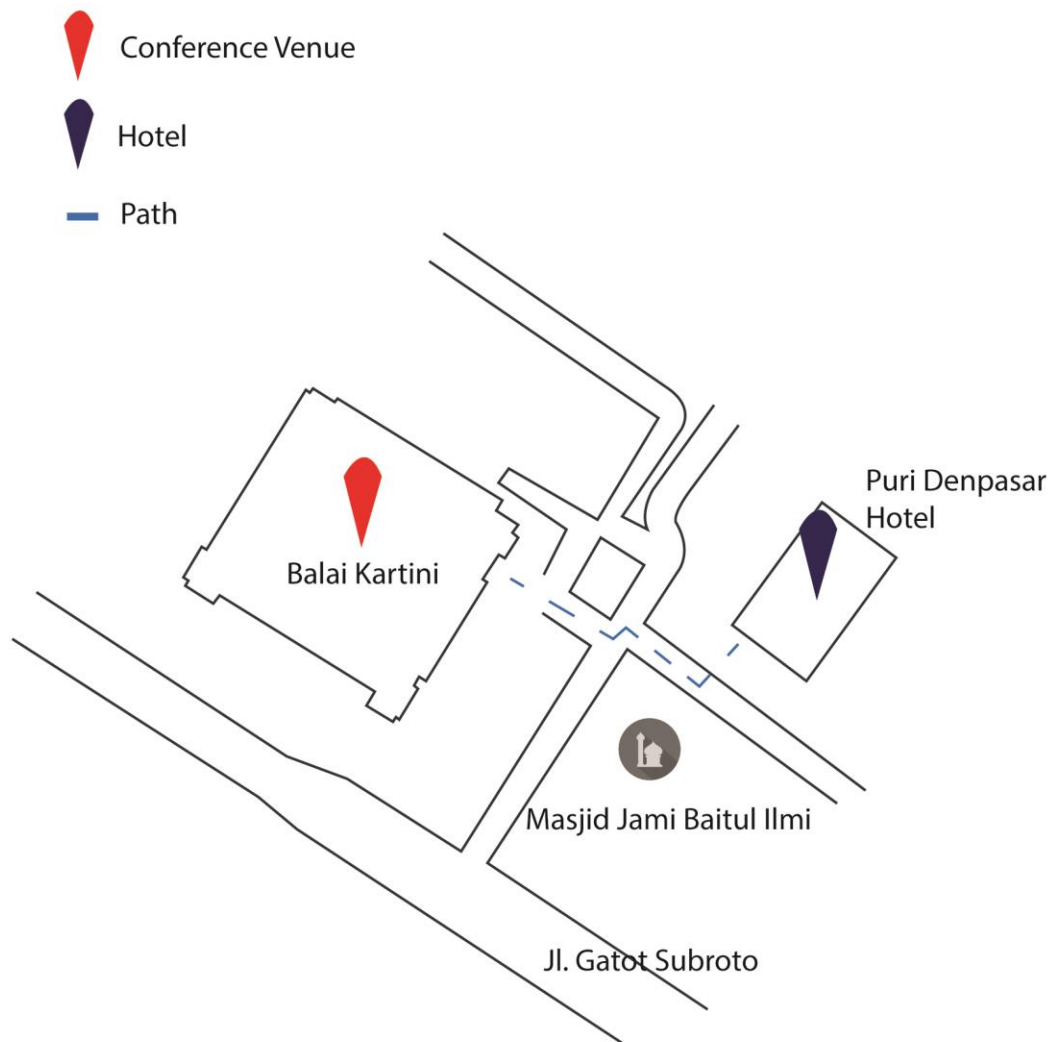 Conference Venue
Hotel
Path
Puri Denpasar
Hotel
Balai Kartini
Masjid Jami Baitul Ilmi
Jl. Gatot Subroto